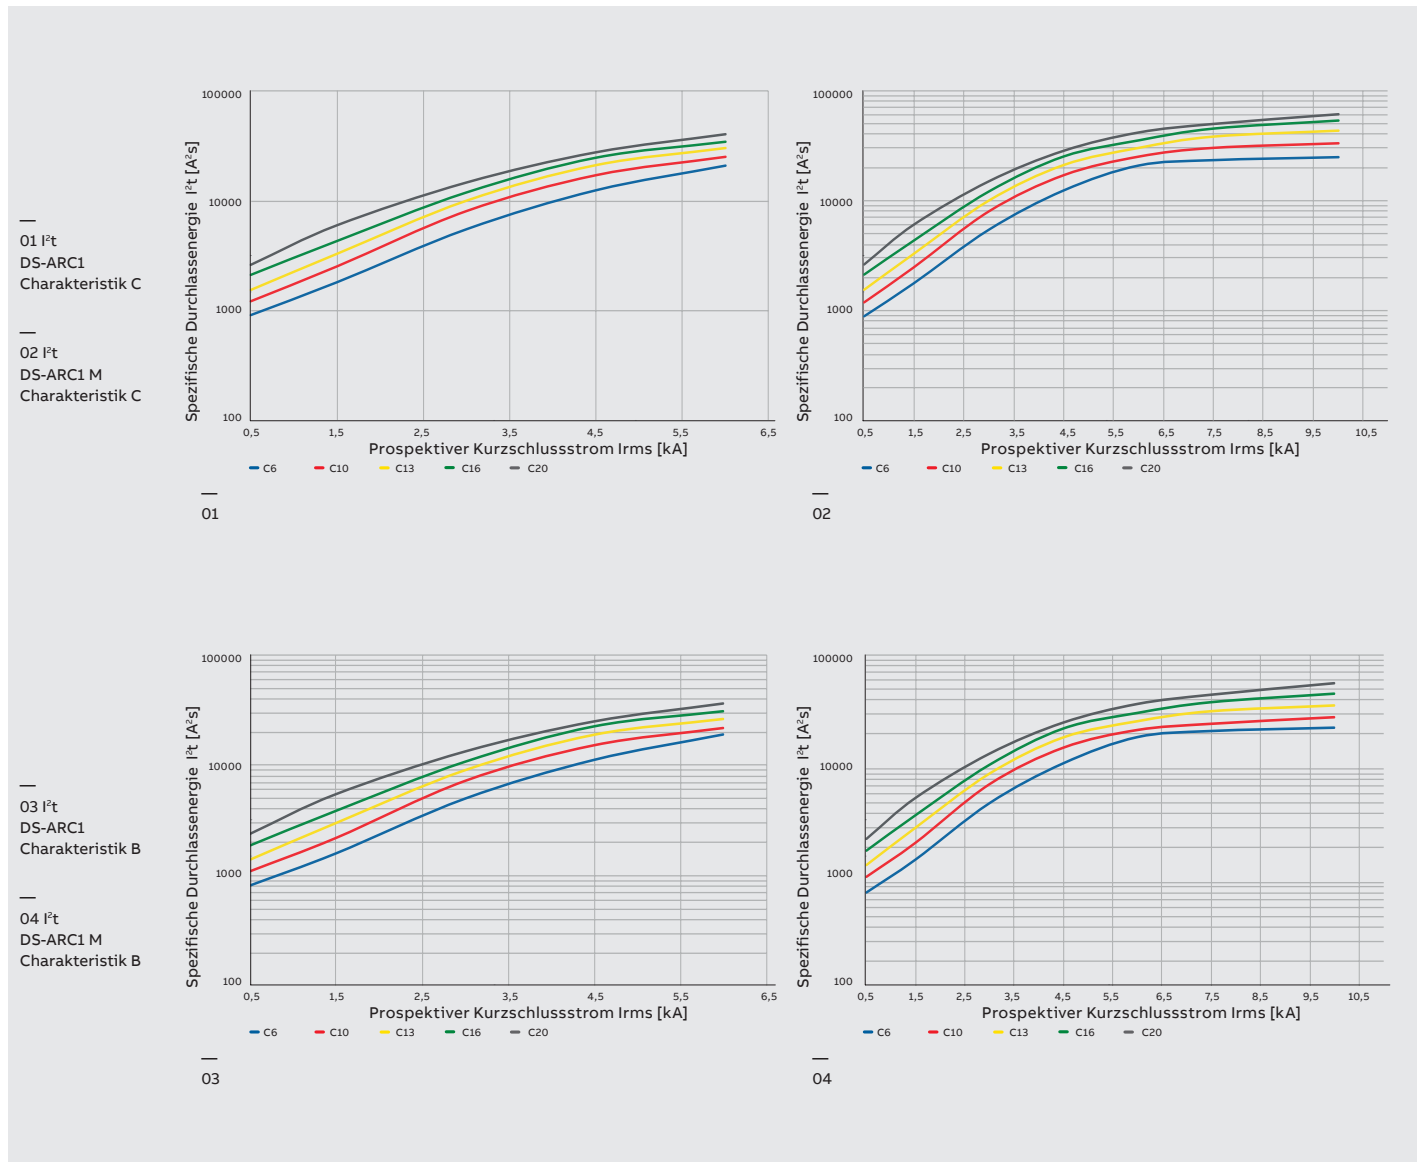 —
01 I²t
DS-ARC1
Charakteristik C
—
02 I²t
DS-ARC1 M
Charakteristik C
Spezifische Durchlassenergie I²t [A²s]
100000
10000
1000
100
0,5 1,5 2,5 3,5 4,5 5,5 6,5
Prospektiver Kurzschlussstrom Irms [kA]
C6 C10 C13 C16 C20
—
01
Spezifische Durchlassenergie I²t [A²s]
100000
10000
1000
100
0,5 1,5 2,5 3,5 4,5 5,5 6,5 7,5 8,5 9,5 10,5
Prospektiver Kurzschlussstrom Irms [kA]
C6 C10 C13 C16 C20
—
02
—
03 I²t
DS-ARC1
Charakteristik B
—
04 I²t
DS-ARC1 M
Charakteristik B
Spezifische Durchlassenergie I²t [A²s]
100000
10000
1000
100
0,5 1,5 2,5 3,5 4,5 5,5 6,5
Prospektiver Kurzschlussstrom Irms [kA]
C6 C10 C13 C16 C20
—
03
Spezifische Durchlassenergie I²t [A²s]
100000
10000
1000
100
0,5 1,5 2,5 3,5 4,5 5,5 6,5 7,5 8,5 9,5 10,5
Prospektiver Kurzschlussstrom Irms [kA]
C6 C10 C13 C16 C20
—
04